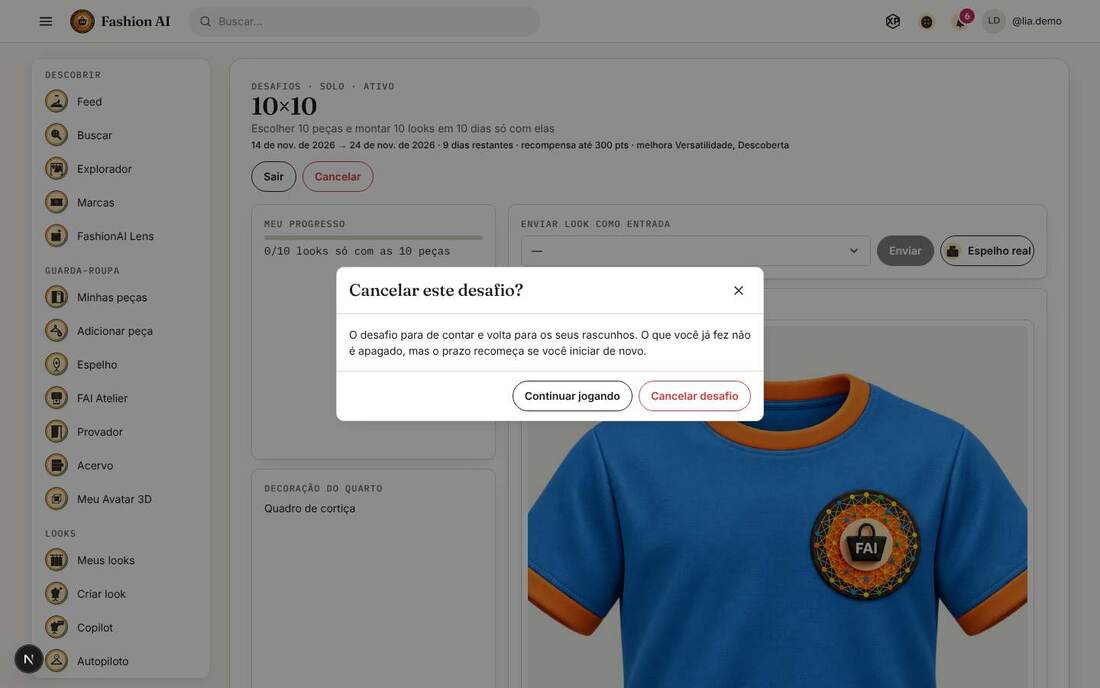 Fashion AI
Buscar...
XP
6
LD
@lia.demo
DESCOBRIR
Feed
Buscar
Explorador
Marcas
FashionAI Lens
GUARDA-ROUPA
Minhas peças
Adicionar peça
Espelho
FAI Atelier
Provador
Acervo
Meu Avatar 3D
LOOKS
Meus looks
Criar look
Copilot
Autopiloto
N
DESAFIOS · SOLO · ATIVO
10×10
Escolher 10 peças e montar 10 looks em 10 dias só com elas
14 de nov. de 2026 → 24 de nov. de 2026 · 9 dias restantes · recompensa até 300 pts · melhora Versatilidade, Descoberta
Sair
Cancelar
MEU PROGRESSO
0/10 looks só com as 10 peças
ENVIAR LOOK COMO ENTRADA
—
Enviar
Espelho real
Cancelar este desafio?
O desafio para de contar e volta para os seus rascunhos. O que você já fez não
é apagado, mas o prazo recomeça se você iniciar de novo.
Continuar jogando
Cancelar desafio
DECORAÇÃO DO QUARTO
Quadro de cortiça
FAI